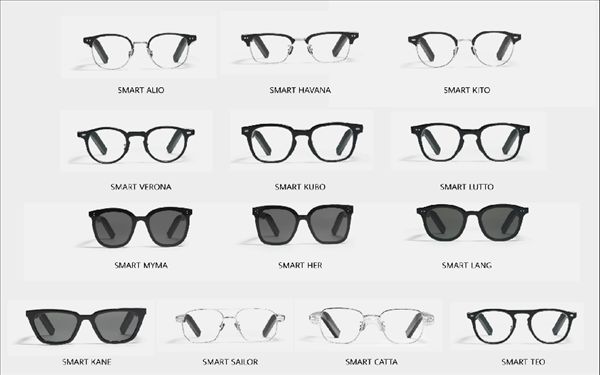 SMART ALIO
SMART HAVANA
SMART KITO
SMART VERONA
SMART KUBO
SMART LUTTO
SMART MYMA
SMART HER
SMART LANG
SMART KANE
SMART SAILOR
SMART CATTA
SMART TEO